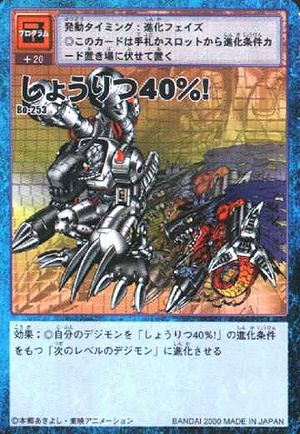 プログラム
+20
発動タイミング：進化フェイズ
◎このカードは手札かスロットから進化条件カ
ード置き場に伏せて置く
しょうりつ40%!
Bo-253
効果：◎自分のデジモンを「しょうりつ40%!」の進化条件
をもつ「次のレベルのデジモン」に進化させる
©本郷あきよし・東映アニメーション
BANDAI 2000 MADE IN JAPAN